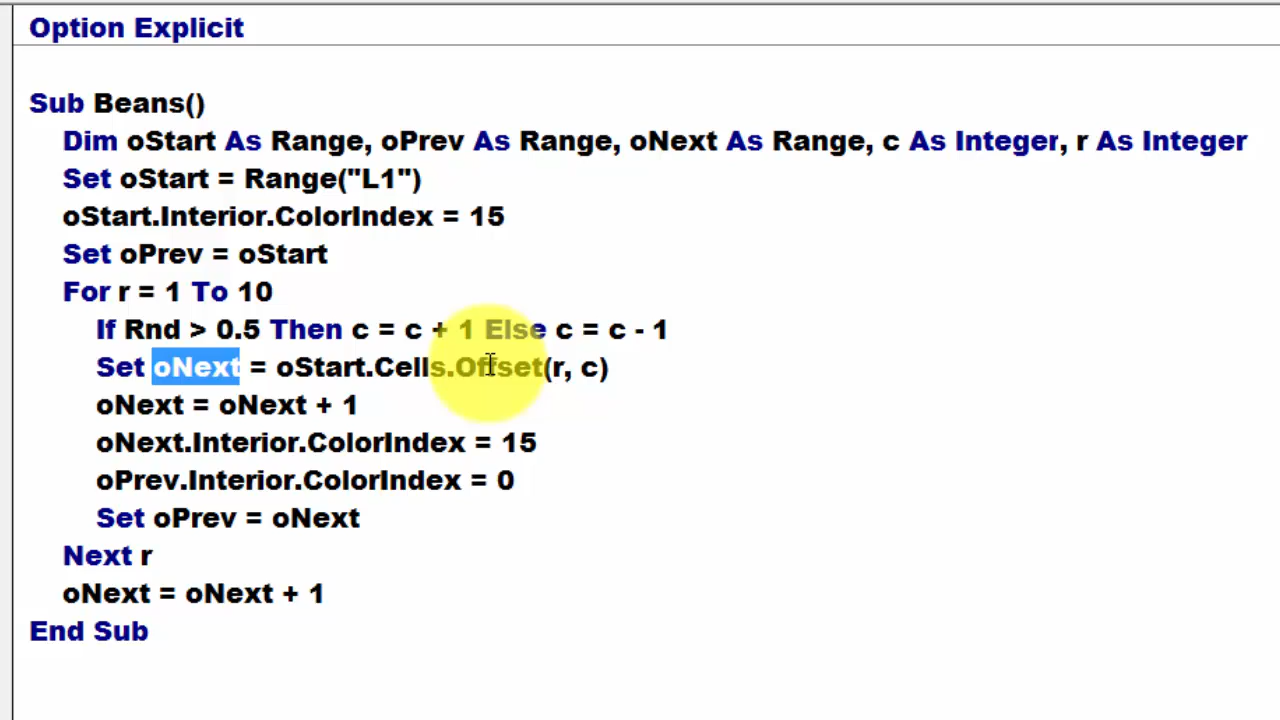 Option Explicit
Sub Beans()
Dim oStart As Range, oPrev As Range, oNext As Range, c As Integer, r As Integer
Set oStart = Range("L1")
oStart.Interior.ColorIndex = 15
Set oPrev = oStart
For r = 1 To 10
If Rnd > 0.5 Then c = c + 1 Else c = c - 1
Set oNext = oStart.Cells.Offset(r, c)
oNext = oNext + 1
oNext.Interior.ColorIndex = 15
oPrev.Interior.ColorIndex = 0
Set oPrev = oNext
Next r
oNext = oNext + 1
End Sub